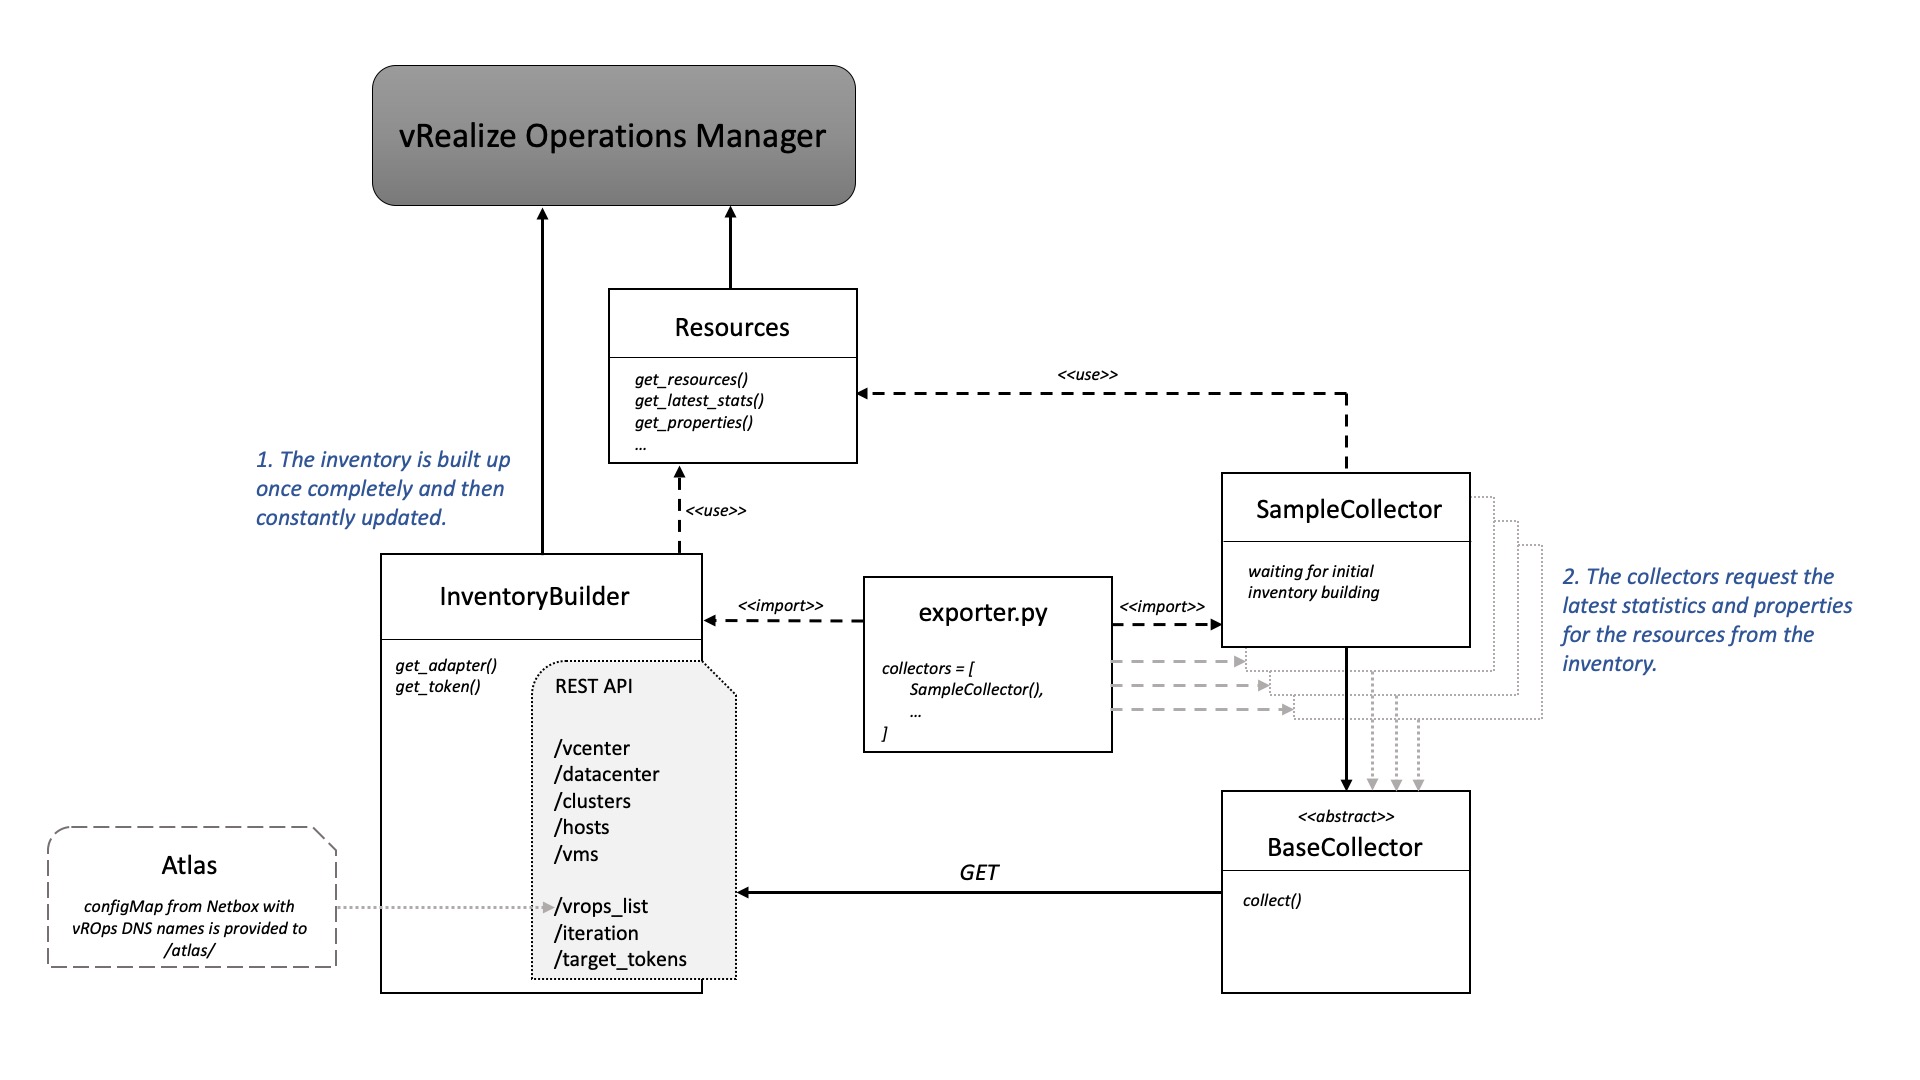 vRealize Operations Manager
Resources
get_resources()
get_latest_stats()
get_properties()
...
<<use>>
1. The inventory is built up
once completely and then
constantly updated.
<<use>>
SampleCollector
waiting for initial
inventory building
2. The collectors request the
latest statistics and properties
for the resources from the
inventory.
InventoryBuilder
get_adapter()
get_token()
<<import>>
exporter.py
collectors = [
SampleCollector(),
...
]
<<import>>
REST API
/vcenter
/datacenter
/clusters
/hosts
/vms
/vrops_list
/iteration
/target_tokens
Atlas
configMap from Netbox with
vROps DNS names is provided to
/atlas/
GET
<<abstract>>
BaseCollector
collect()